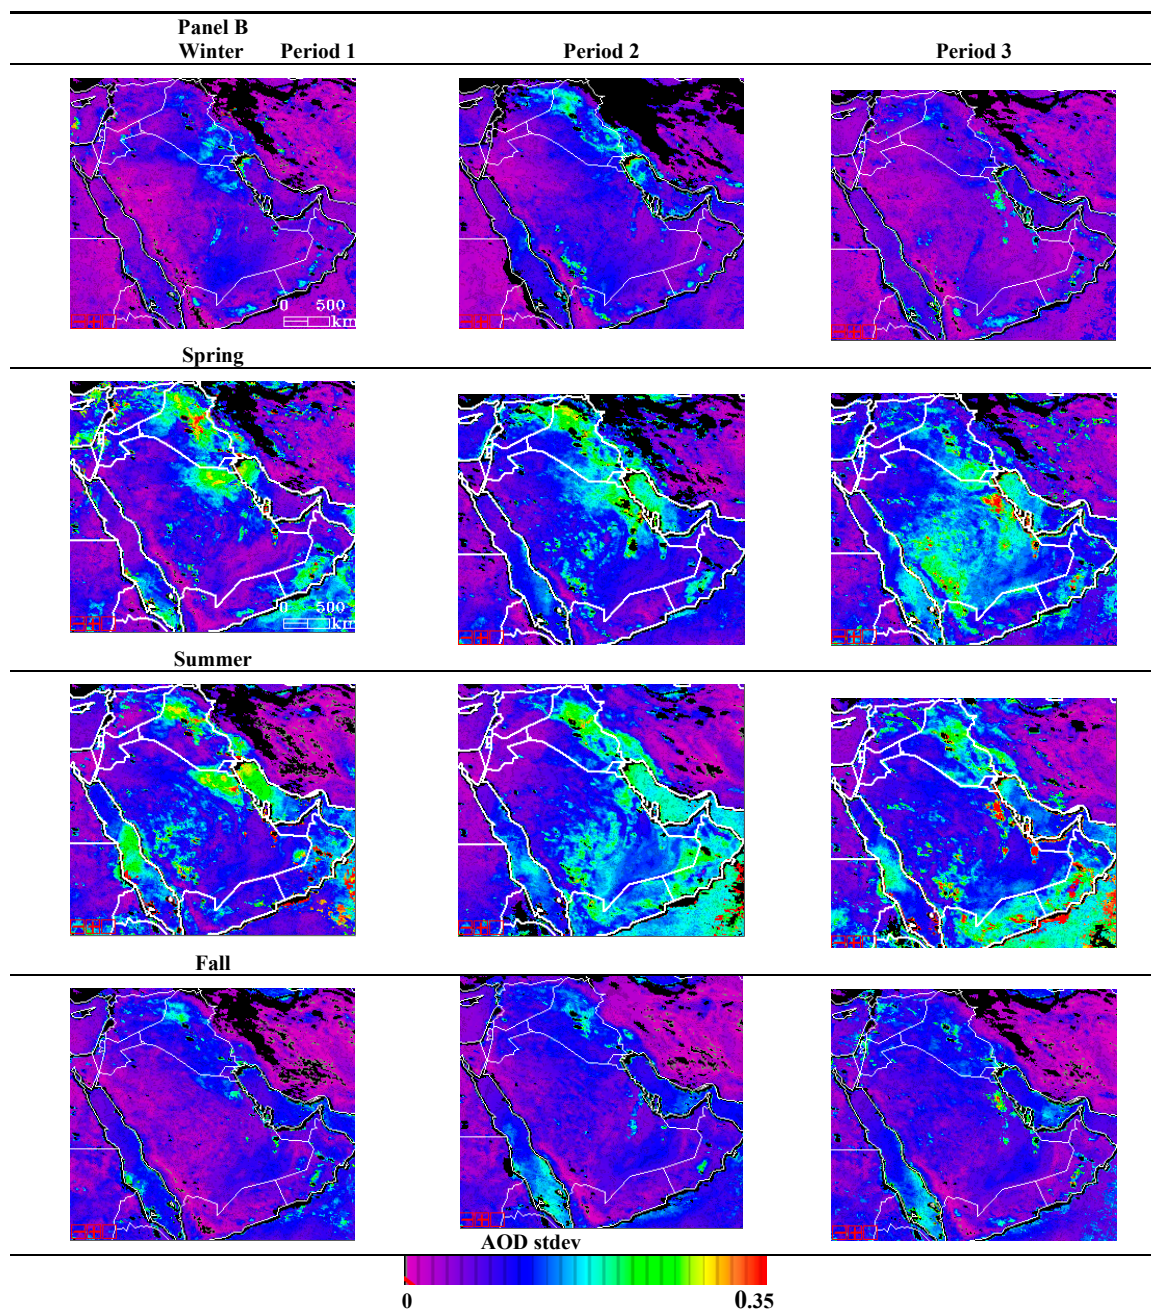 Panel B
Winter Period 1 Period 2 Period 3
0 500
km
Spring
0 500
km
Summer
Fall
AOD stdev
0 0.35